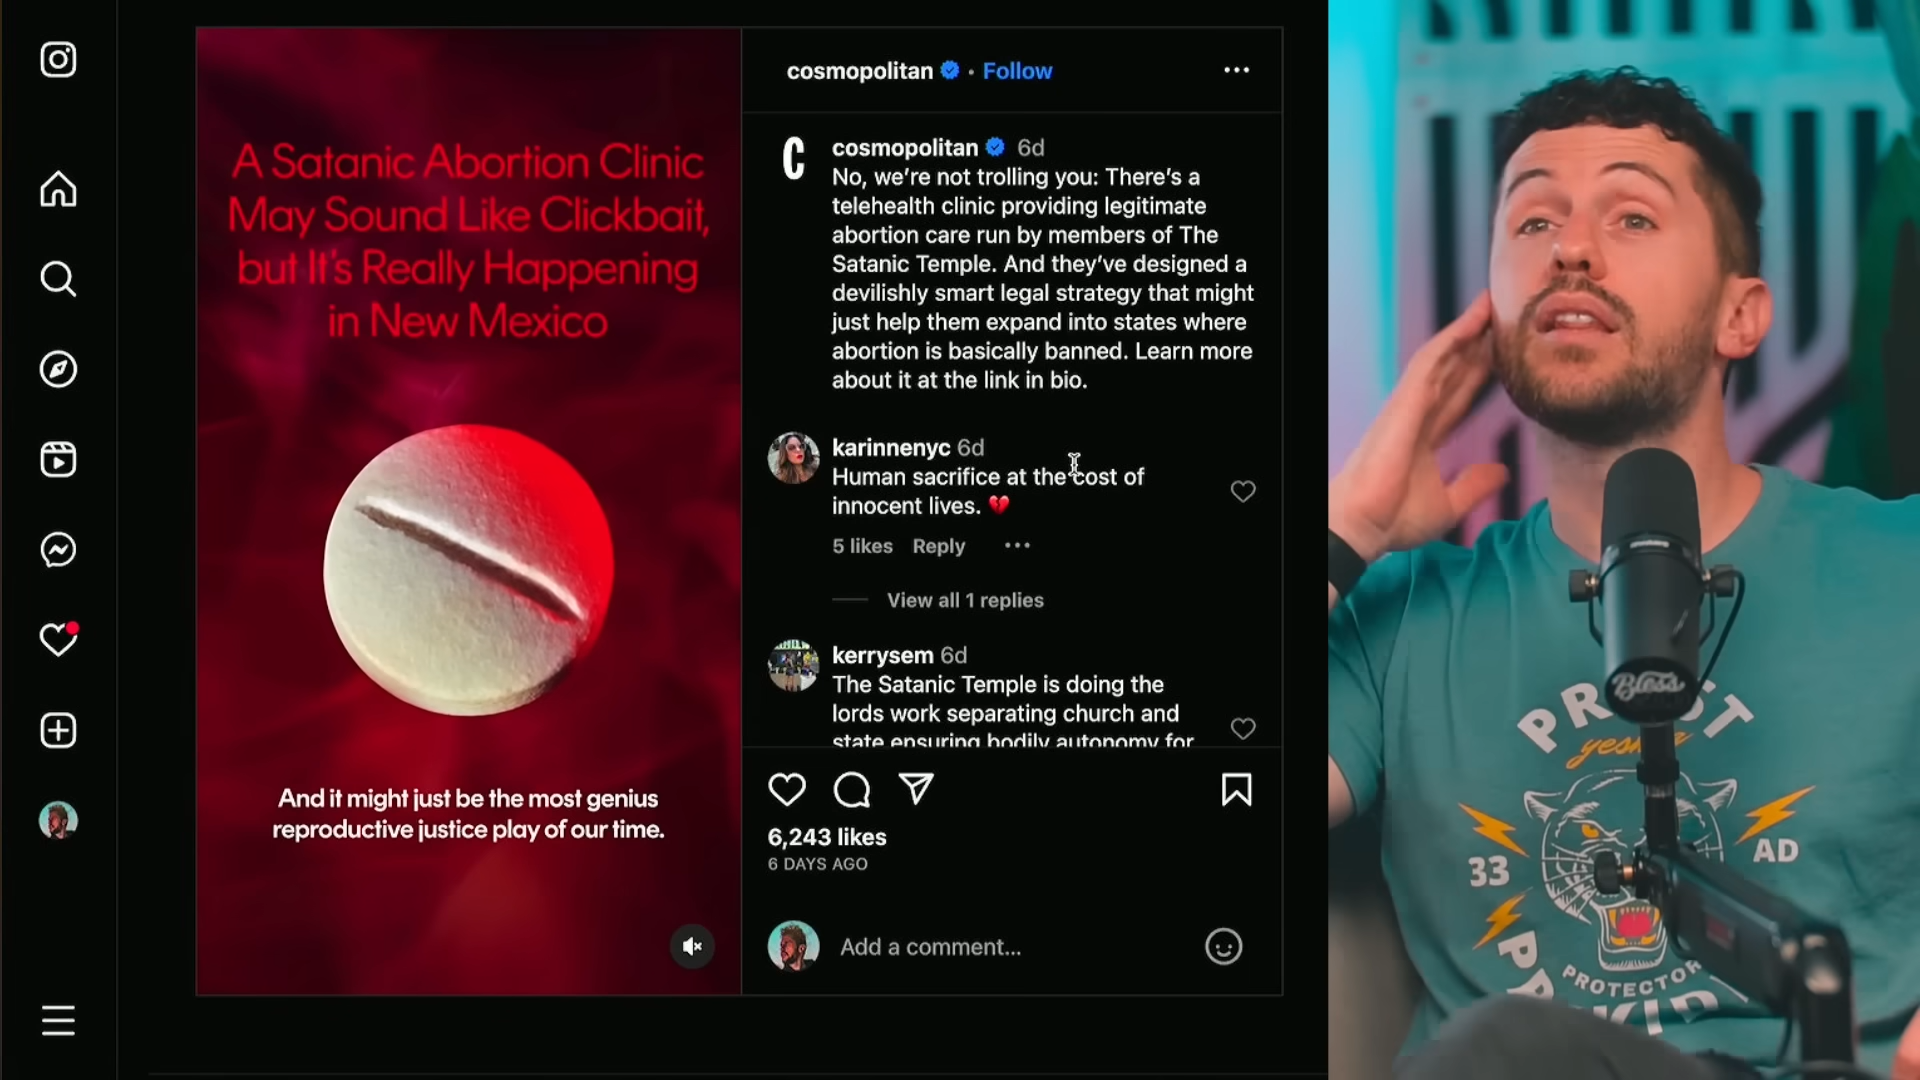 A Satanic Abortion Clinic
May Sound Like Clickbait,
but It's Really Happening
in New Mexico
And it might just be the most genius
reproductive justice play of our time.
cosmopolitan • Follow
C
cosmopolitan 6d
No, we're not trolling you: There's a
telehealth clinic providing legitimate
abortion care run by members of The
Satanic Temple. And they've designed a
devilishly smart legal strategy that might
just help them expand into states where
abortion is basically banned. Learn more
about it at the link in bio.
karinnenyc 6d
Human sacrifice at the cost of
innocent lives. 💔
5 likes Reply
View all 1 replies
kerrysem 6d
The Satanic Temple is doing the
lords work separating church and
state ensuring bodily autonomy for
6,243 likes
6 DAYS AGO
Add a comment...
Bless
33
AD
PROTECTOR